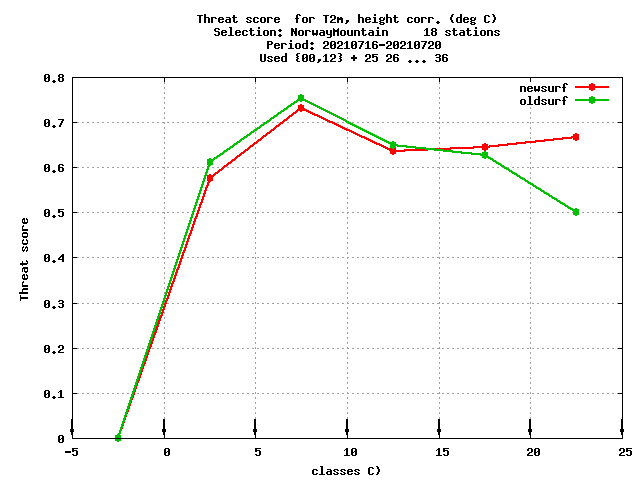 Threat score  for T2m, height corr. (deg C)
Selection: NorwayMountain     18 stations
Period: 20210716-20210720
Used {00,12} + 25 26 ... 36
newsurf
oldsurf
0.8
0.7
0.6
0.5
0.4
0.3
0.2
0.1
0
Threat score
-5 0 5 10 15 20 25
classes C)